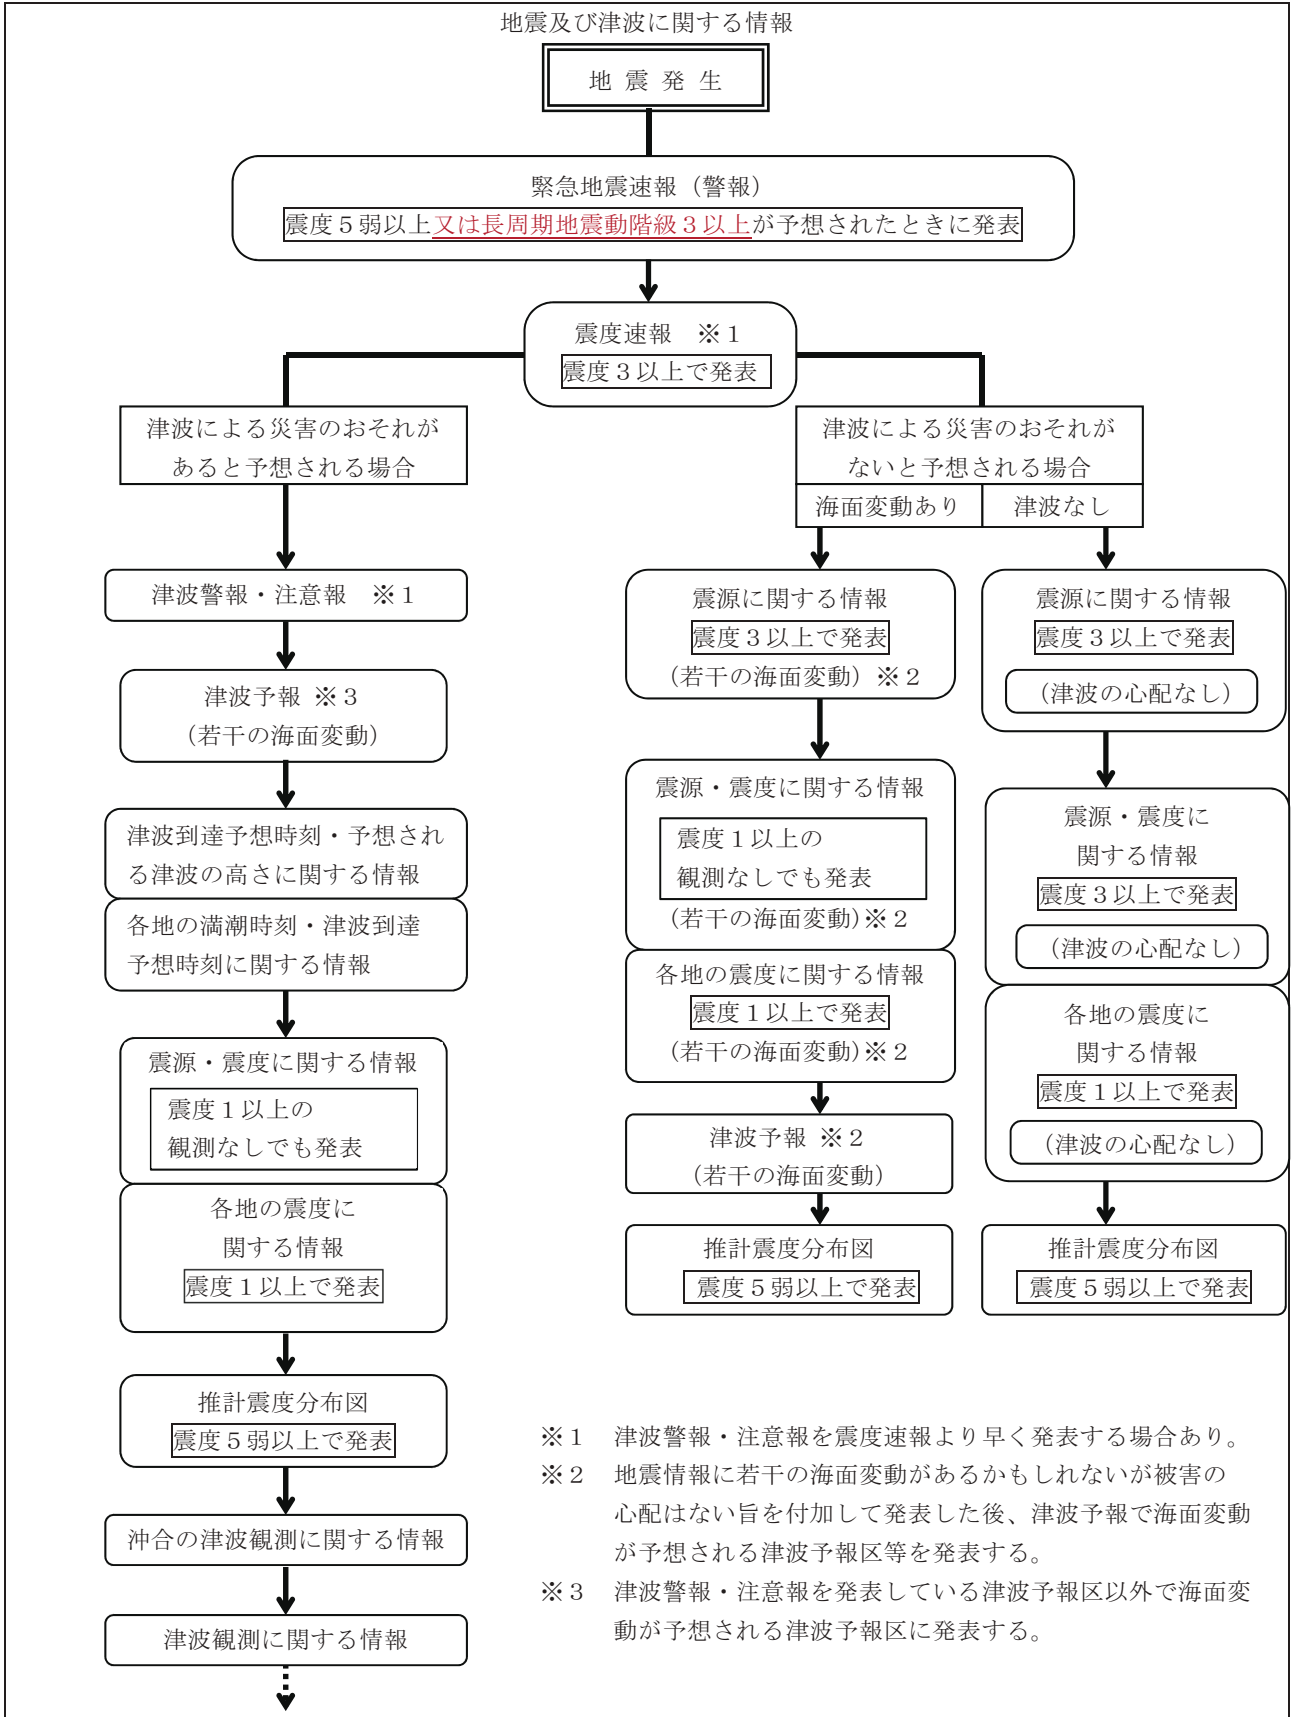 地震及び津波に関する情報
地 震 発 生
緊急地震速報（警報）
震度５弱以上又は長周期地震動階級３以上が予想されたときに発表
震度速報　※１
震度３以上で発表
津波による災害のおそれが
あると予想される場合
津波警報・注意報　※１
津波予報 ※３
（若干の海面変動）
津波到達予想時刻・予想され
る津波の高さに関する情報
各地の満潮時刻・津波到達
予想時刻に関する情報
震源・震度に関する情報
震度１以上の
観測なしでも発表
各地の震度に
関する情報
震度１以上で発表
推計震度分布図
震度５弱以上で発表
沖合の津波観測に関する情報
津波観測に関する情報
津波による災害のおそれが
ないと予想される場合
海面変動あり
津波なし
震源に関する情報
震度３以上で発表
（若干の海面変動）※２
震源・震度に関する情報
震度１以上の
観測なしでも発表
（若干の海面変動）※２
各地の震度に関する情報
震度１以上で発表
（若干の海面変動）※２
津波予報 ※２
（若干の海面変動）
推計震度分布図
震度５弱以上で発表
震源に関する情報
震度３以上で発表
（津波の心配なし）
震源・震度に
関する情報
震度３以上で発表
（津波の心配なし）
各地の震度に
関する情報
震度１以上で発表
（津波の心配なし）
推計震度分布図
震度５弱以上で発表
※１　津波警報・注意報を震度速報より早く発表する場合あり。
※２　地震情報に若干の海面変動があるかもしれないが被害の
心配はない旨を付加して発表した後、津波予報で海面変動
が予想される津波予報区等を発表する。
※３　津波警報・注意報を発表している津波予報区以外で海面変
動が予想される津波予報区に発表する。